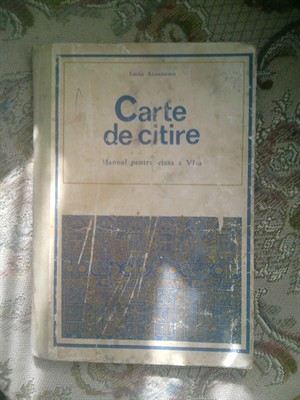 Carte
de citire
Manual pentru clasa a VI-a